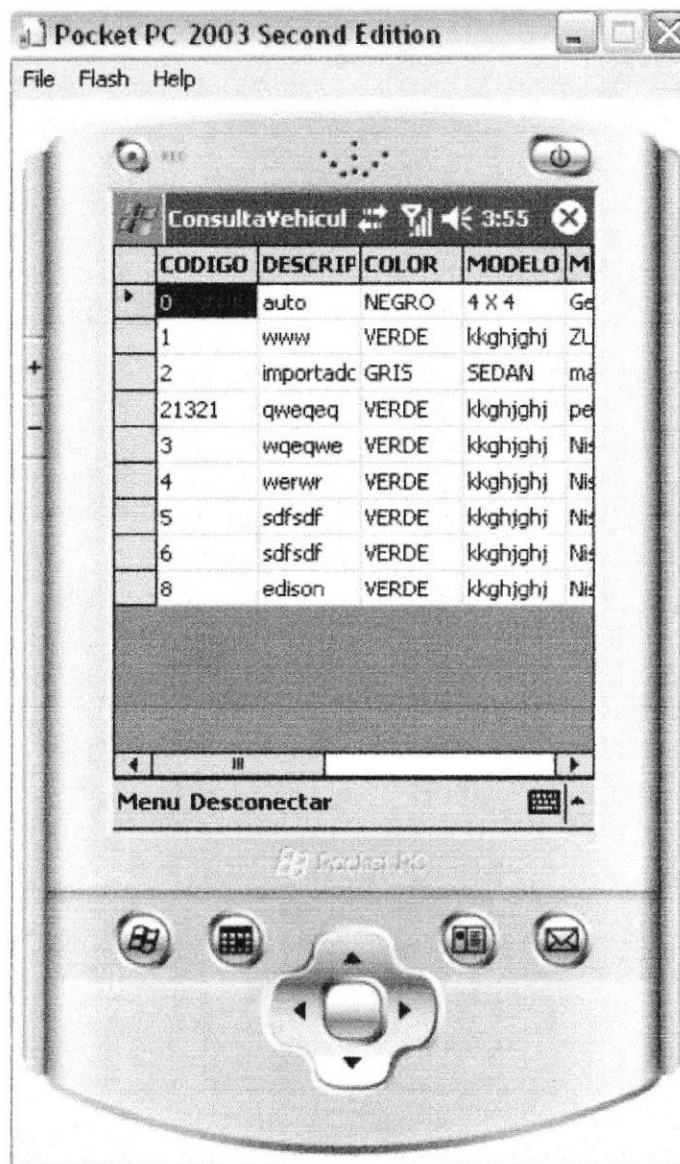 Pocket PC 2003 Second Edition
File Flash Help
ConsultaVehicul 3:55
CODIGO DESCRIP COLOR MODELO M
0 auto NEGRO 4 X 4 Ge
1 www VERDE kkghjghj ZU
2 importadc GRIS SEDAN ma
21321 qweqeq VERDE kkghjghj pe
3 wqeqwe VERDE kkghjghj Nis
4 werwr VERDE kkghjghj Nis
5 sdfsdf VERDE kkghjghj Nis
6 sdfsdf VERDE kkghjghj Nis
8 edison VERDE kkghjghj Nis
Menu Desconectar
Pocket PC